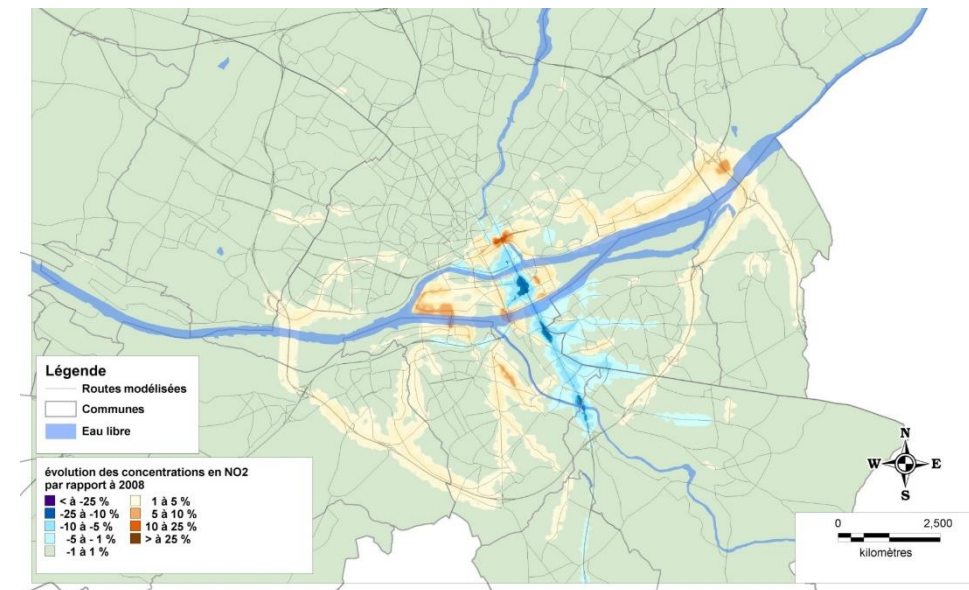 Légende
Routes modélisées
Communes
Eau libre
évolution des concentrations en NO2
par rapport à 2008
< à -25 %
-25 à -10 %
-10 à -5 %
-5 à - 1 %
-1 à 1 %
1 à 5 %
5 à 10 %
10 à 25 %
> à 25 %
N
W
E
S
0
2,500
kilomètres